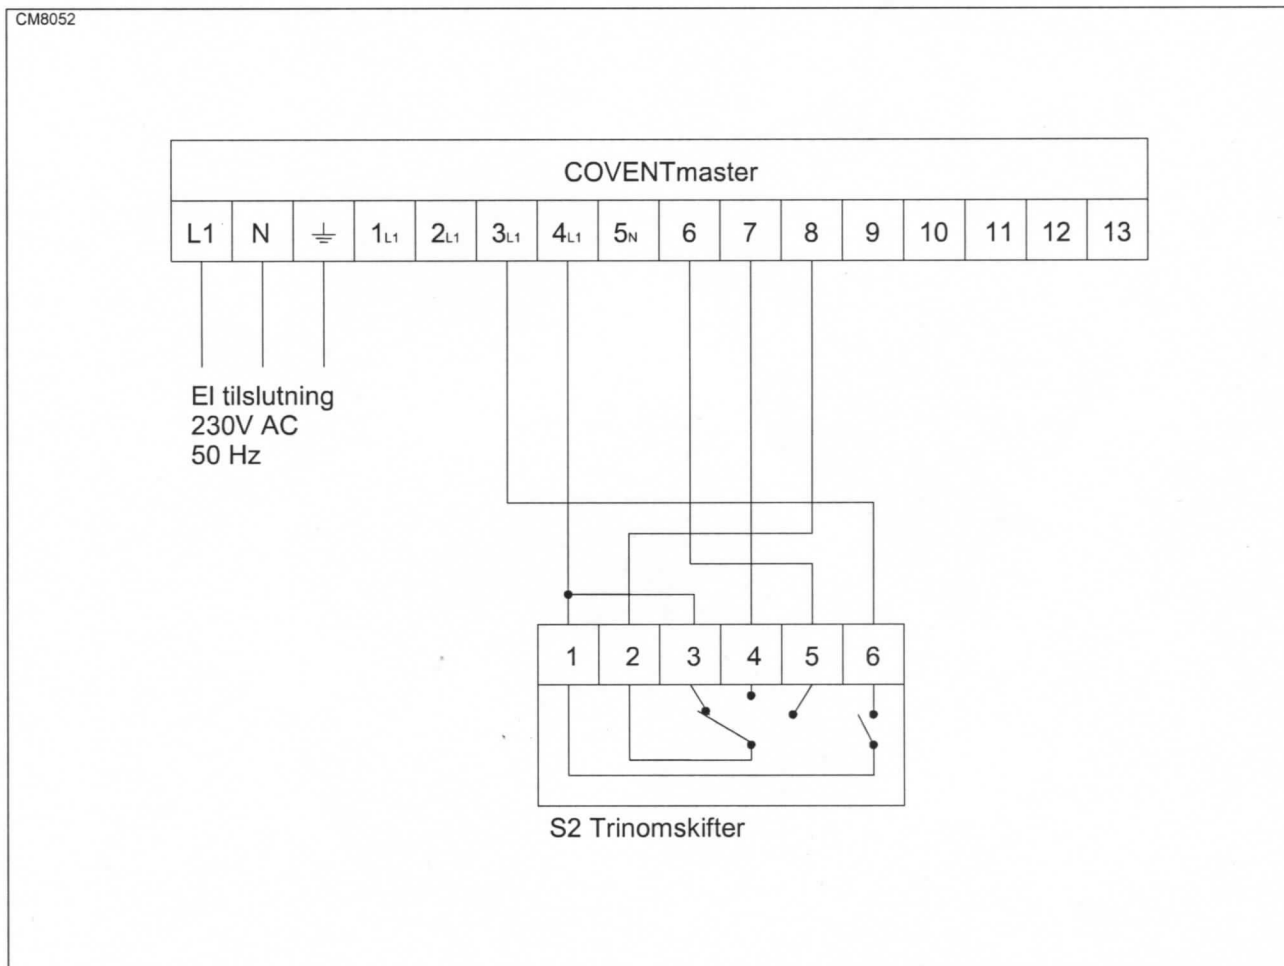 CM8052
COVENTmaster
L1 N 1L1 2L1 3L1 4L1 5N 6 7 8 9 10 11 12 13
El tilslutning
230V AC
50 Hz
1 2 3 4 5 6
S2 Trinomskifter